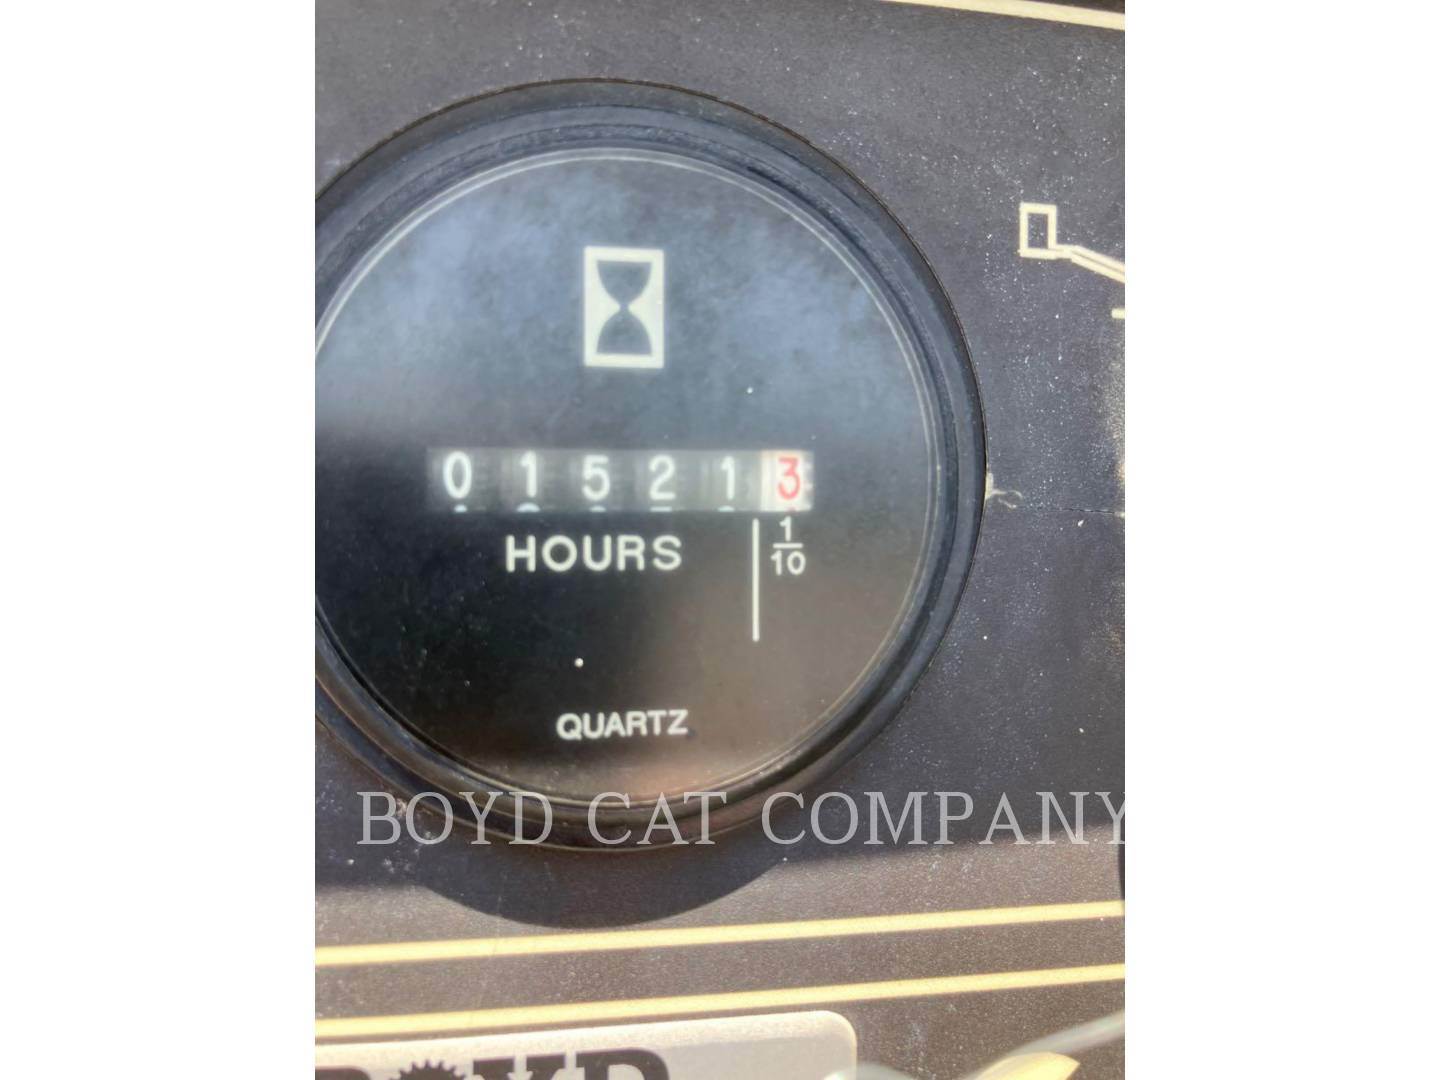 015213
HOURS
1/10
QUARTZ
BOYD CAT COMPANY